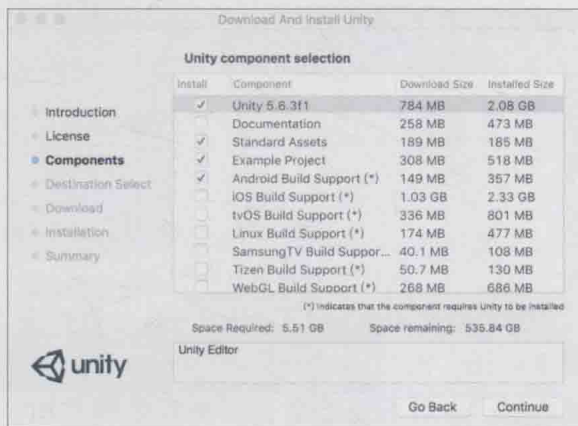 Download And Install Unity
Unity component selection
Install Component Download Size Installed Size
Unity 5.6.3f1 784 MB 2.08 GB
Documentation 258 MB 473 MB
Standard Assets 189 MB 185 MB
Example Project 308 MB 518 MB
Android Build Support (*) 149 MB 357 MB
iOS Build Support (*) 1.03 GB 2.33 GB
tvOS Build Support (*) 336 MB 801 MB
Linux Build Support (*) 174 MB 477 MB
SamsungTV Build Suppor... 40.1 MB 108 MB
Tizen Build Support (*) 50.7 MB 130 MB
WebGL Build Support (*) 268 MB 686 MB
Introduction
License
Components
Destination Select
Download
Installation
Summary
(*) indicates that the component requires Unity to be installed
Space Required: 5.51 GB Space remaining: 535.84 GB
Unity Editor
unity
Go Back Continue